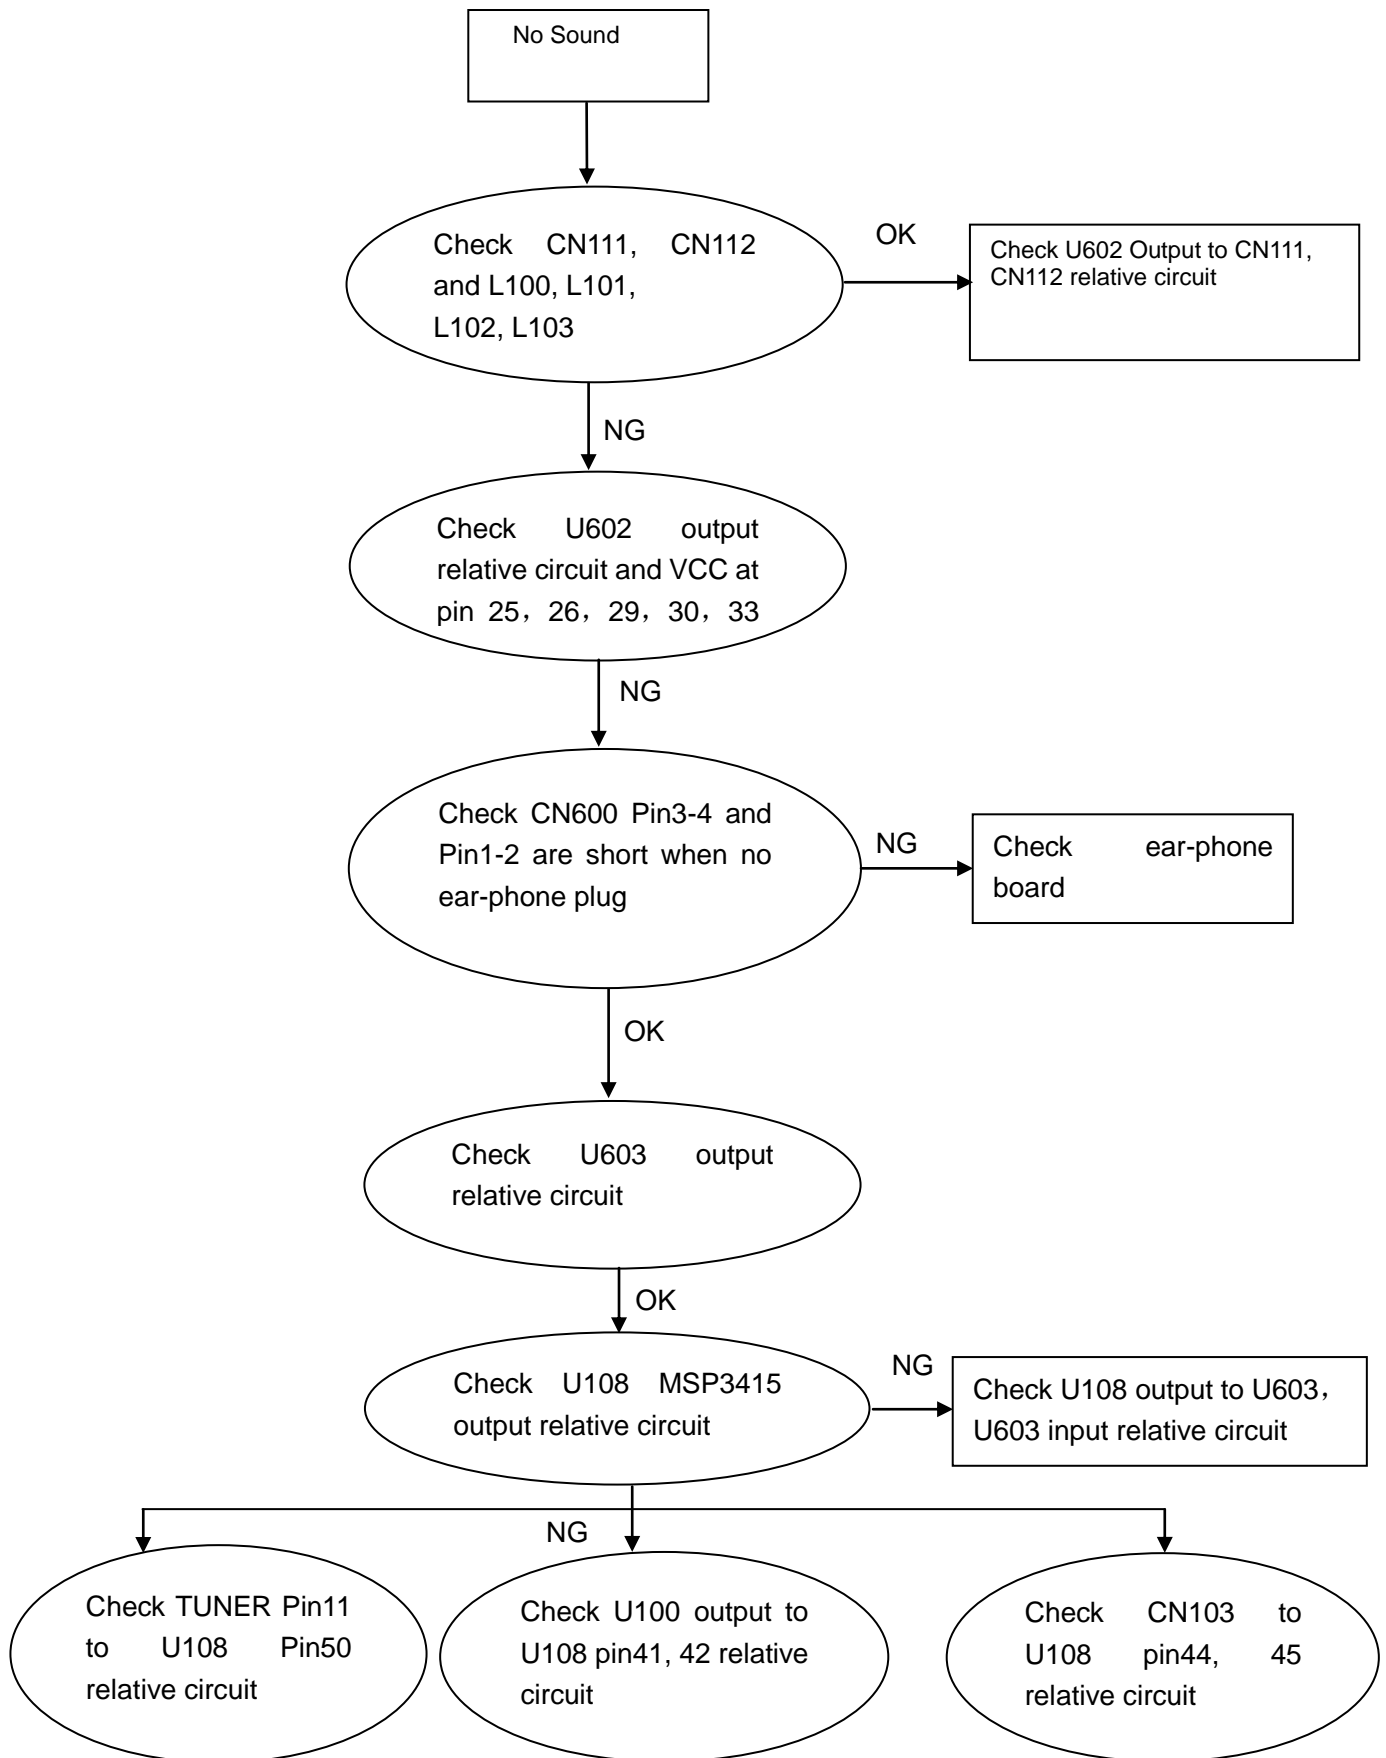 No Sound
Check CN111, CN112
and L100, L101,
L102, L103
OK
Check U602 Output to CN111,
CN112 relative circuit
NG
Check U602 output
relative circuit and VCC at
pin 25，26，29，30，33
NG
Check CN600 Pin3-4 and
Pin1-2 are short when no
ear-phone plug
NG
Check ear-phone
board
OK
Check U603 output
relative circuit
OK
Check U108 MSP3415
output relative circuit
NG
Check U108 output to U603，
U603 input relative circuit
NG
Check TUNER Pin11
to U108 Pin50
relative circuit
Check U100 output to
U108 pin41, 42 relative
circuit
Check CN103 to
U108 pin44, 45
relative circuit